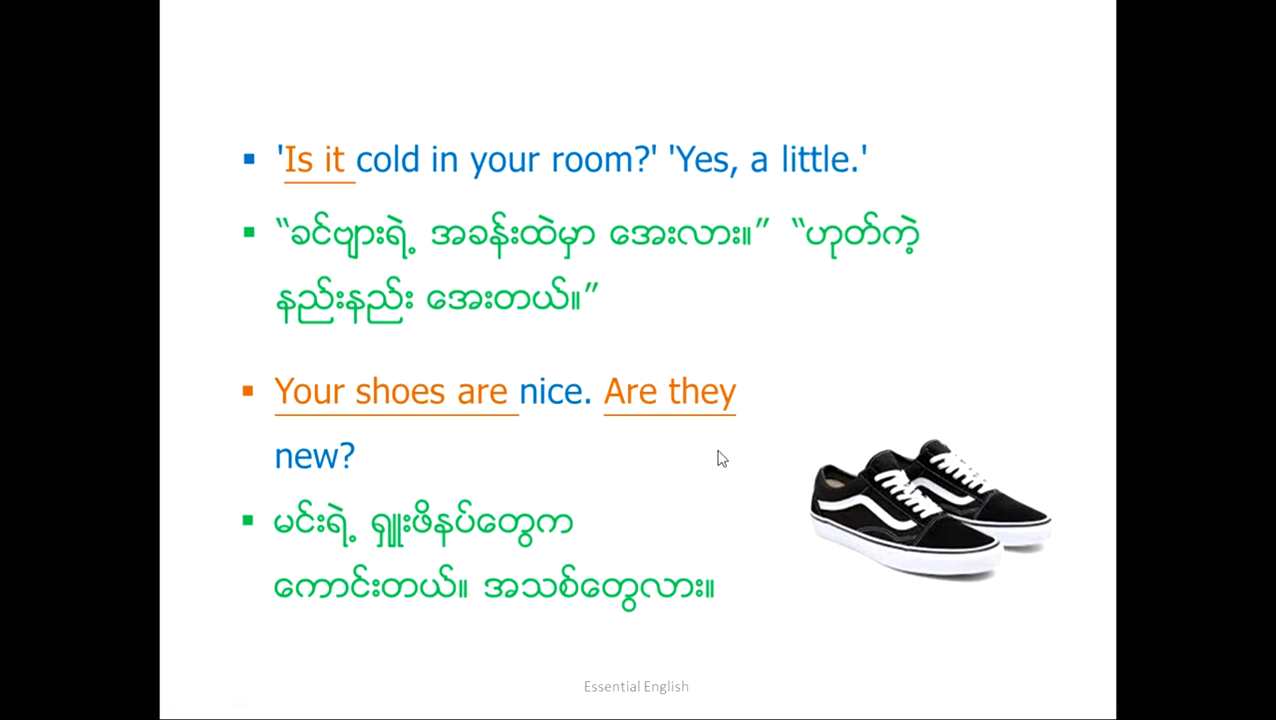 'Is it cold in your room?' 'Yes, a little.'
“ခင်ဗျားရဲ့ အခန်းထဲမှာ အေးလား။” “ဟုတ်ကဲ့
နည်းနည်း အေးတယ်။”
Your shoes are nice. Are they
new?
မင်းရဲ့ ရှူးဖိနပ်တွေက
ကောင်းတယ်။ အသစ်တွေလား။
Essential English